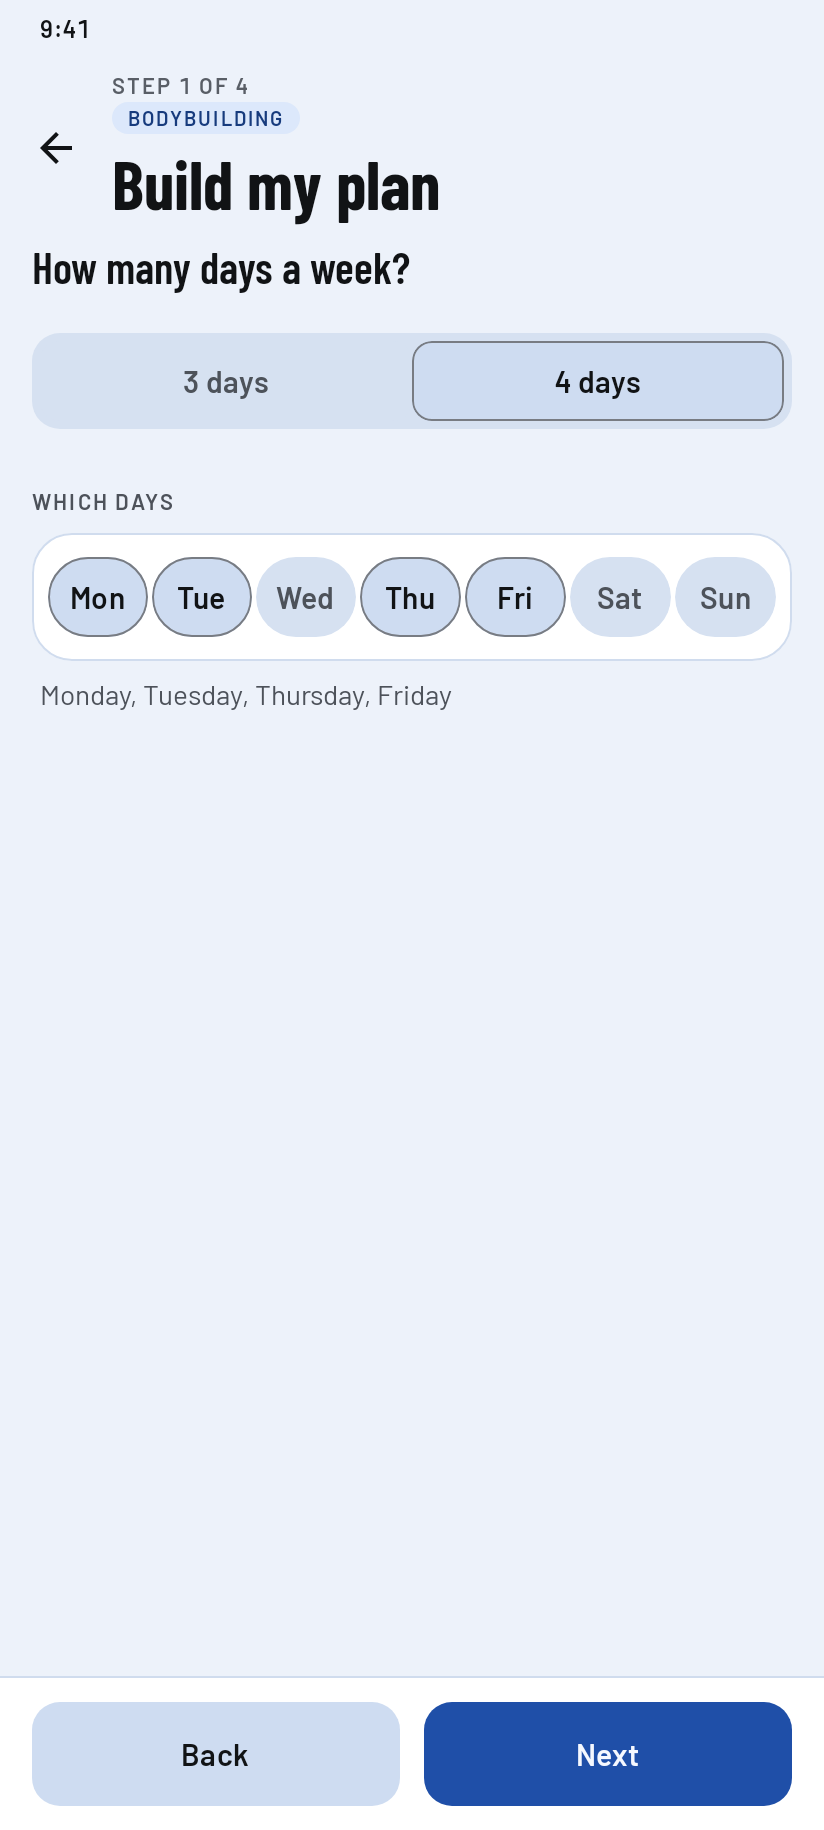 9:41
STEP 1 OF 4
BODYBUILDING
Build my plan
How many days a week?
3 days 4 days
WHICH DAYS
Mon Tue Wed Thu Fri Sat Sun
Monday, Tuesday, Thursday, Friday
Back Next